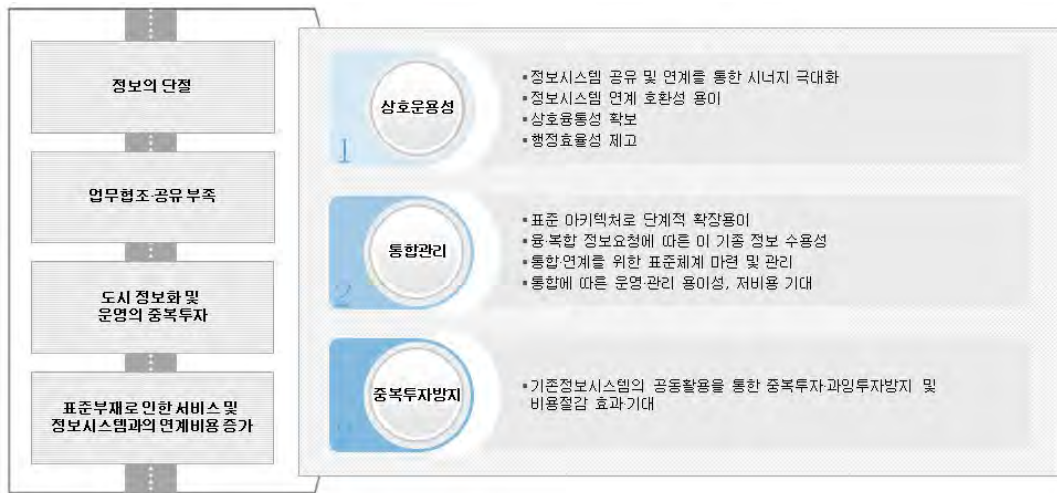 정보의 단절
업무협조·공유 부족
도시 정보화 및
운영의 중복투자
표준부재로 인한 서비스 및
정보시스템과의 연계비용 증가
1
상호운용성
▪정보시스템 공유 및 연계를 통한 시너지 극대화
▪정보시스템 연계 호환성 용이
▪상호융통성 확보
▪행정효율성 제고
2
통합관리
▪표준 아키텍처로 단계적 확장용이
▪융·복합 정보요청에 따른 이 기종 정보 수용성
▪통합·연계를 위한 표준체계 마련 및 관리
▪통합에 따른 운영·관리 용이성, 저비용 기대
중복투자방지
▪기존정보시스템의 공동활용을 통한 중복투자·과잉투자방지 및
비용절감 효과·기대